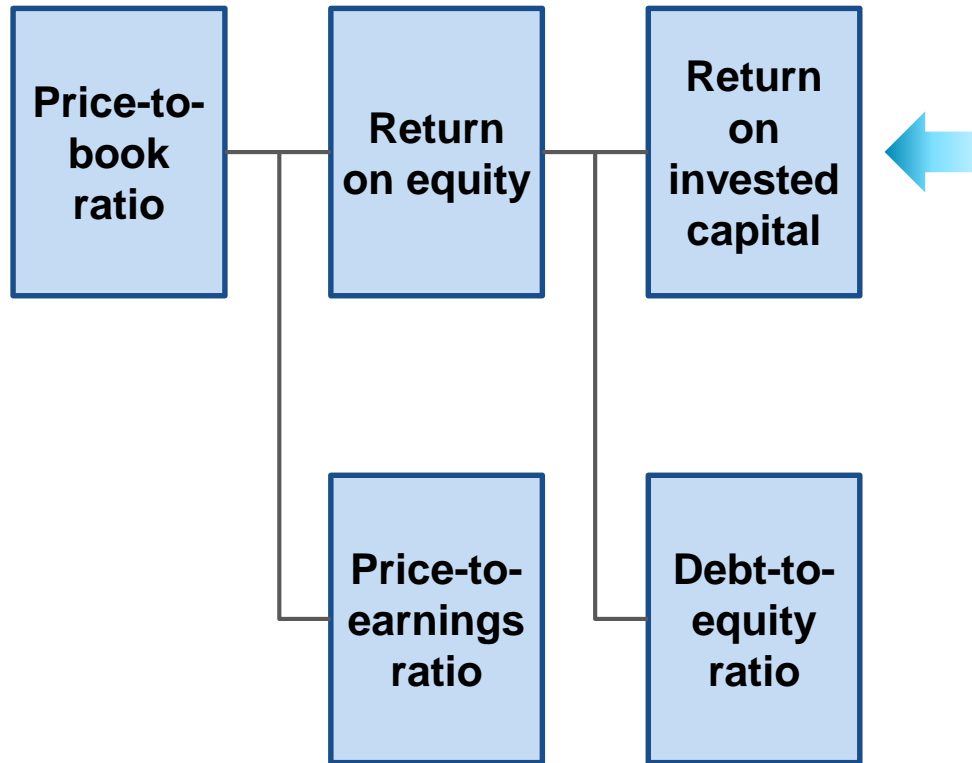 Price-to-
book
ratio
Return
on equity
Return
on
invested
capital
Price-to-
earnings
ratio
Debt-to-
equity
ratio